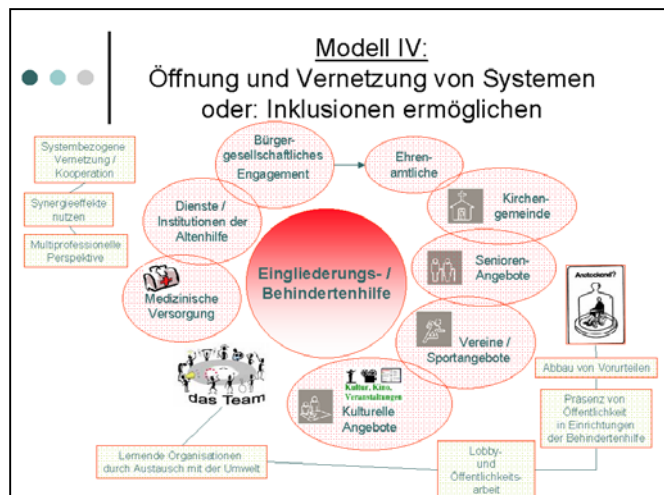 Modell IV:
Öffnung und Vernetzung von Systemen
oder: Inklusionen ermöglichen
Systembezogene
Vernetzung /
Kooperation
Synergieeffekte
nutzen
Multiprofessionelle
Perspektive
Bürger-
gesellschaftliches
Engagement
Ehren-
amtliche
Kirchen-
gemeinde
Dienste /
Institutionen der
Altenhilfe
Eingliederungs- /
Behindertenhilfe
Senioren-
Angebote
Medizinische
Versorgung
Ansteckend?
Vereine /
Sportangebote
das Team
Kultur, Kino,
Veranstaltungen
Kulturelle
Angebote
Abbau von Vorurteilen
Präsenz von
Öffentlichkeit
in Einrichtungen
der Behindertenhilfe
Lernende Organisationen
durch Austausch mit der Umwelt
Lobby-
und
Öffentlichkeits-
arbeit